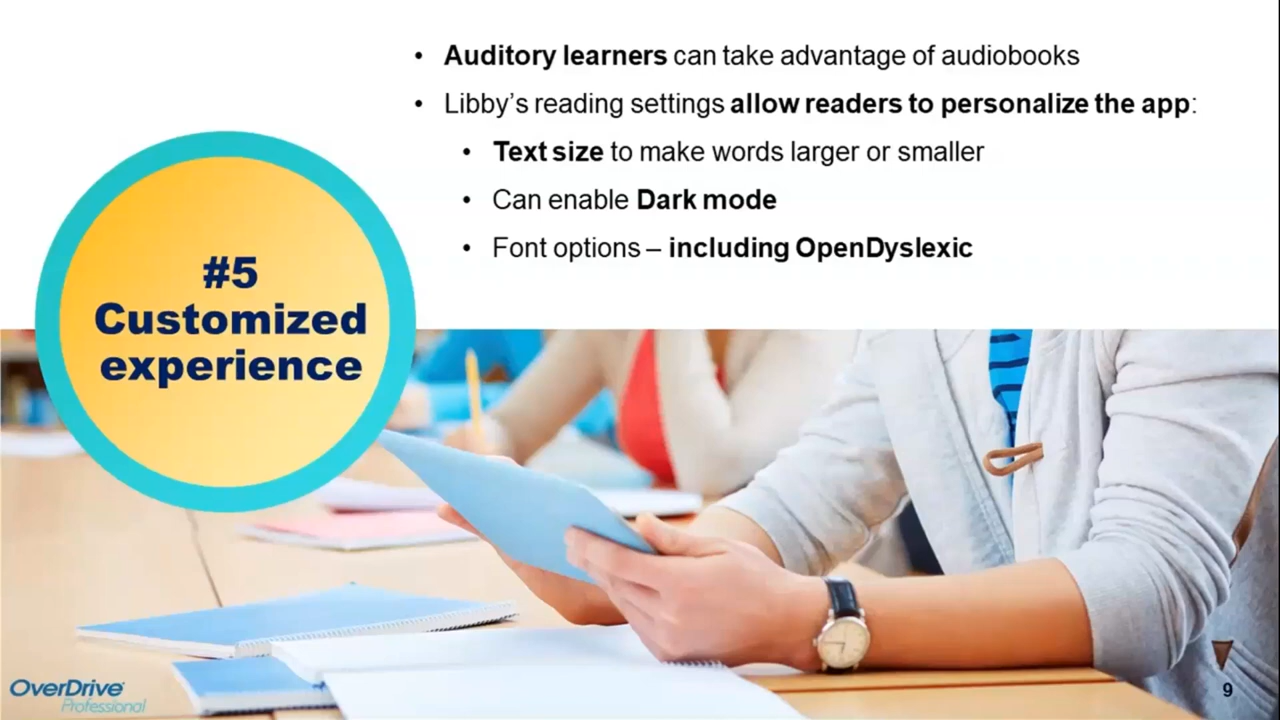 • Auditory learners can take advantage of audiobooks
• Libby's reading settings allow readers to personalize the app:
• Text size to make words larger or smaller
• Can enable Dark mode
• Font options – including OpenDyslexic
#5
Customized
experience
OverDrive
Professional
9